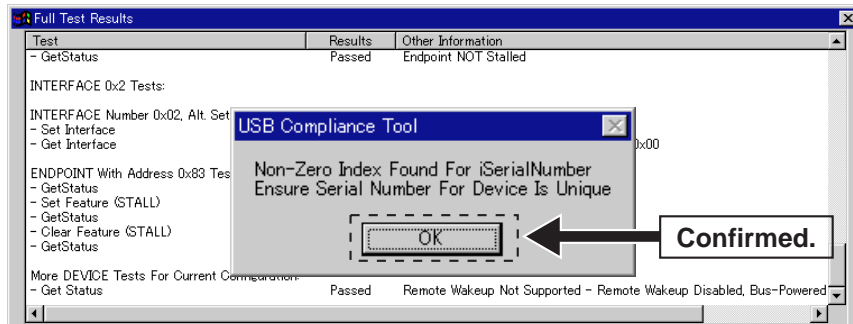 Full Test Results
Test Results Other Information
- GetStatus Passed Endpoint NOT Stalled
INTERFACE 0x2 Tests:
INTERFACE Number 0x02, Alt. Set
- Set Interface
- Get Interface 0x00
ENDPOINT With Address 0x83 Tes
- GetStatus
- Set Feature (STALL)
- GetStatus
- Clear Feature (STALL)
- GetStatus
USB Compliance Tool
Non-Zero Index Found For iSerialNumber
Ensure Serial Number For Device Is Unique
OK
Confirmed.
More DEVICE Tests For Current Configuration:
- Get Status Passed Remote Wakeup Not Supported - Remote Wakeup Disabled, Bus-Powered